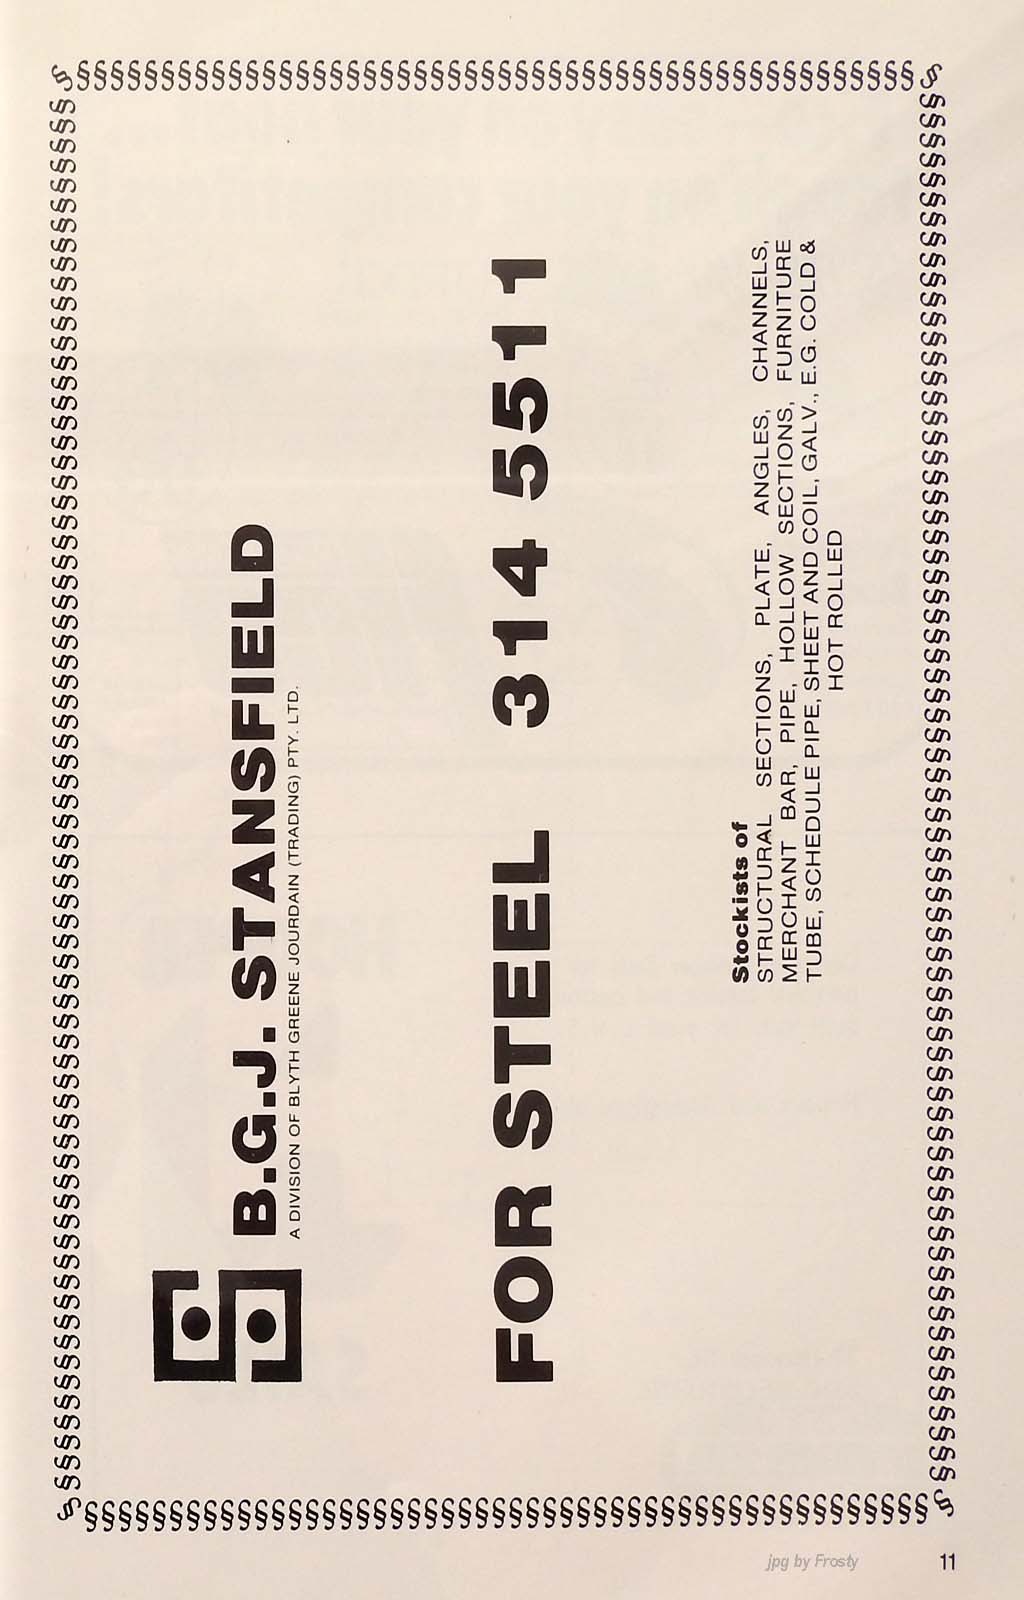 B.G.J. STANSFIELD
A DIVISION OF BLYTH GREENE JOURDAIN (TRADING) PTY. LTD.
FOR STEEL 314 5511
Stockists of
STRUCTURAL SECTIONS, PLATE, ANGLES, CHANNELS,
MERCHANT BAR, PIPE, HOLLOW SECTIONS, FURNITURE
TUBE, SCHEDULE PIPE, SHEET AND COIL, GALV., E.G. COLD &
HOT ROLLED
jpg by Frosty
11